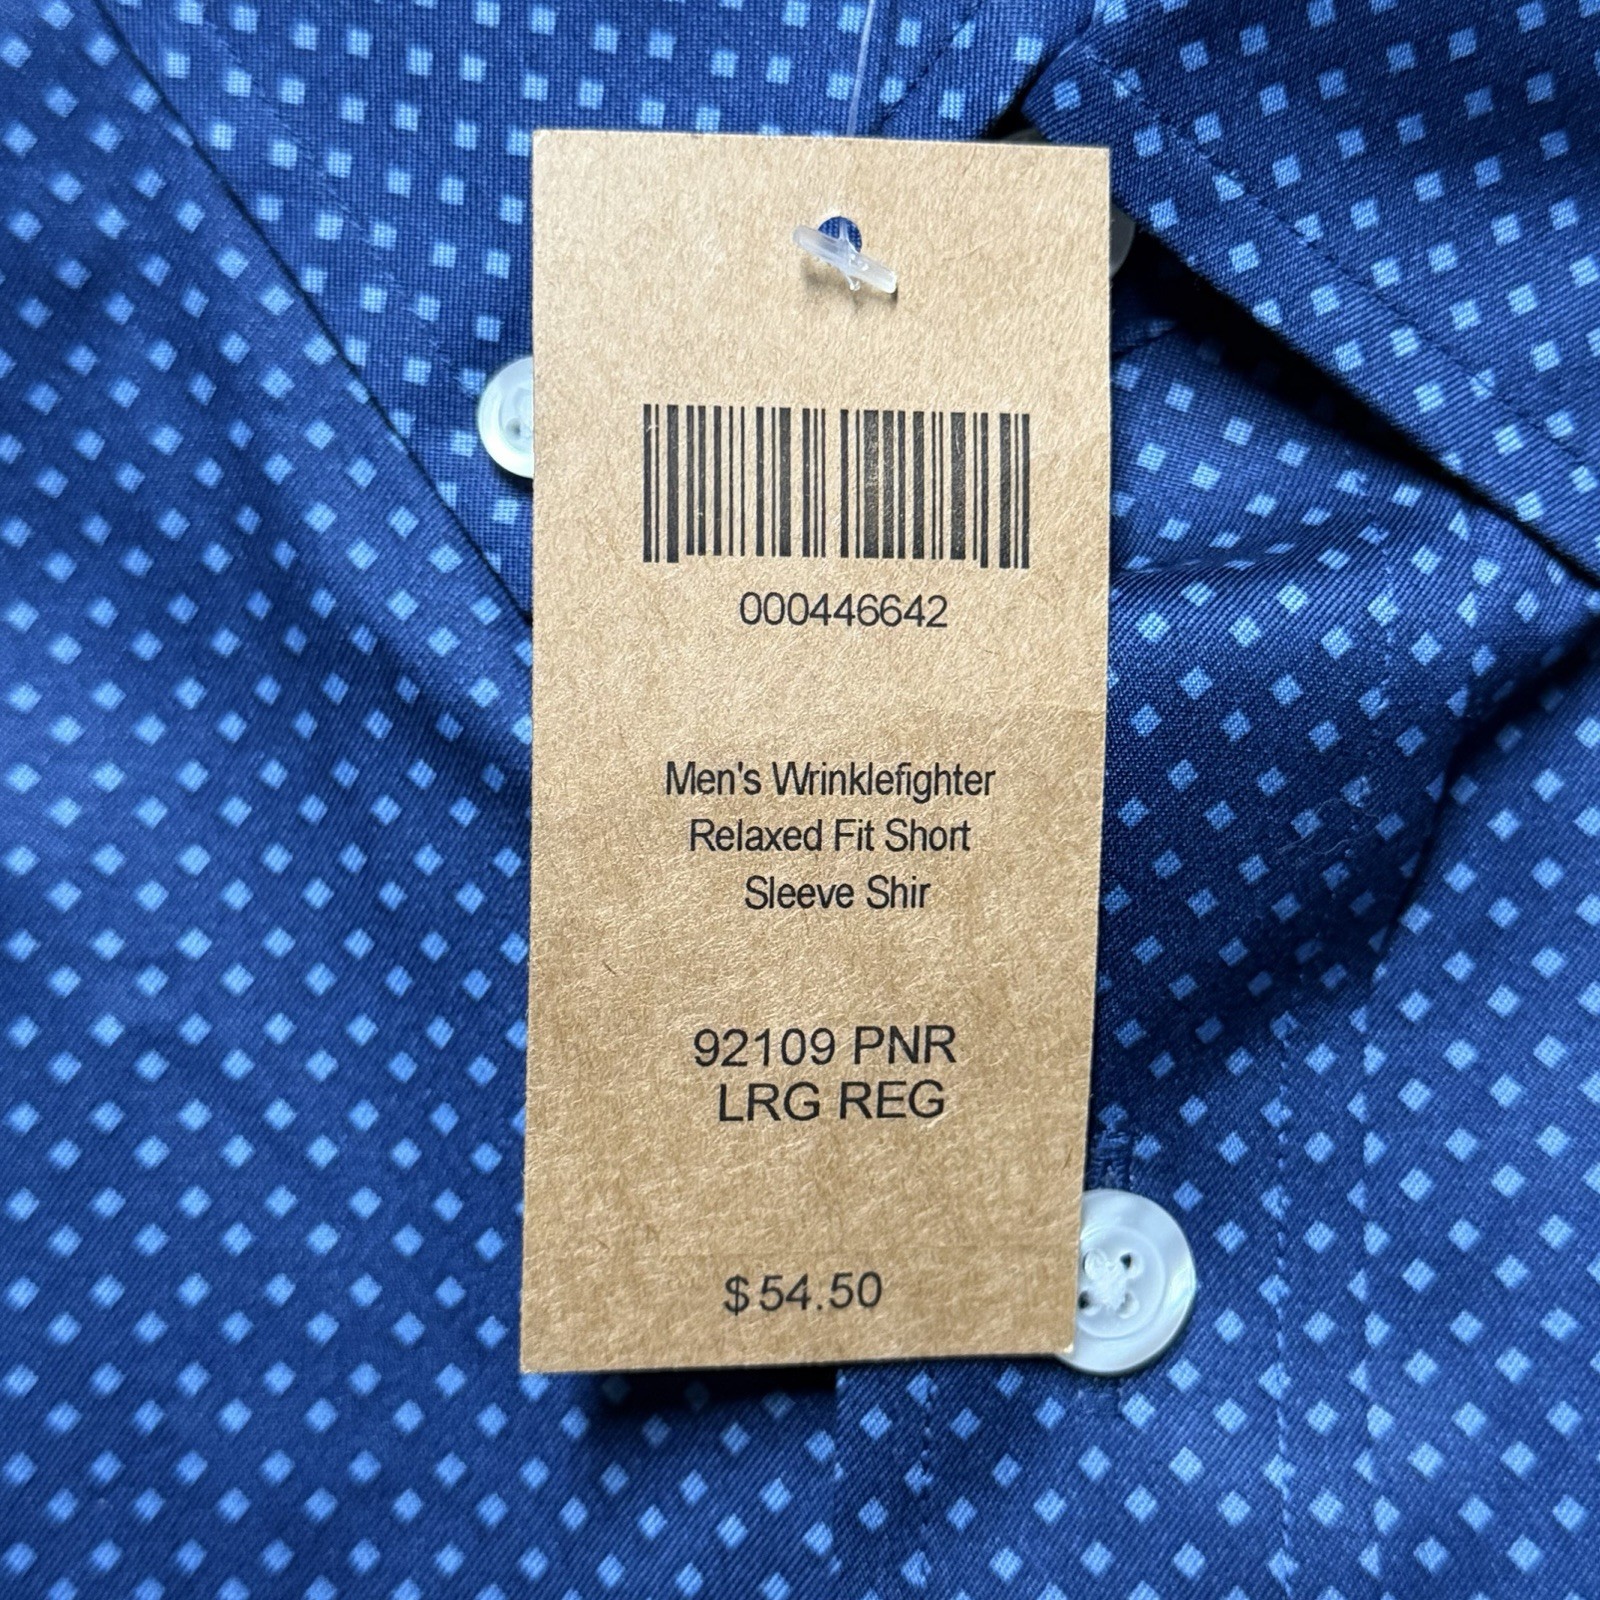 000446642
Men's Wrinklefighter
Relaxed Fit Short
Sleeve Shir
92109 PNR
LRG REG
$54.50